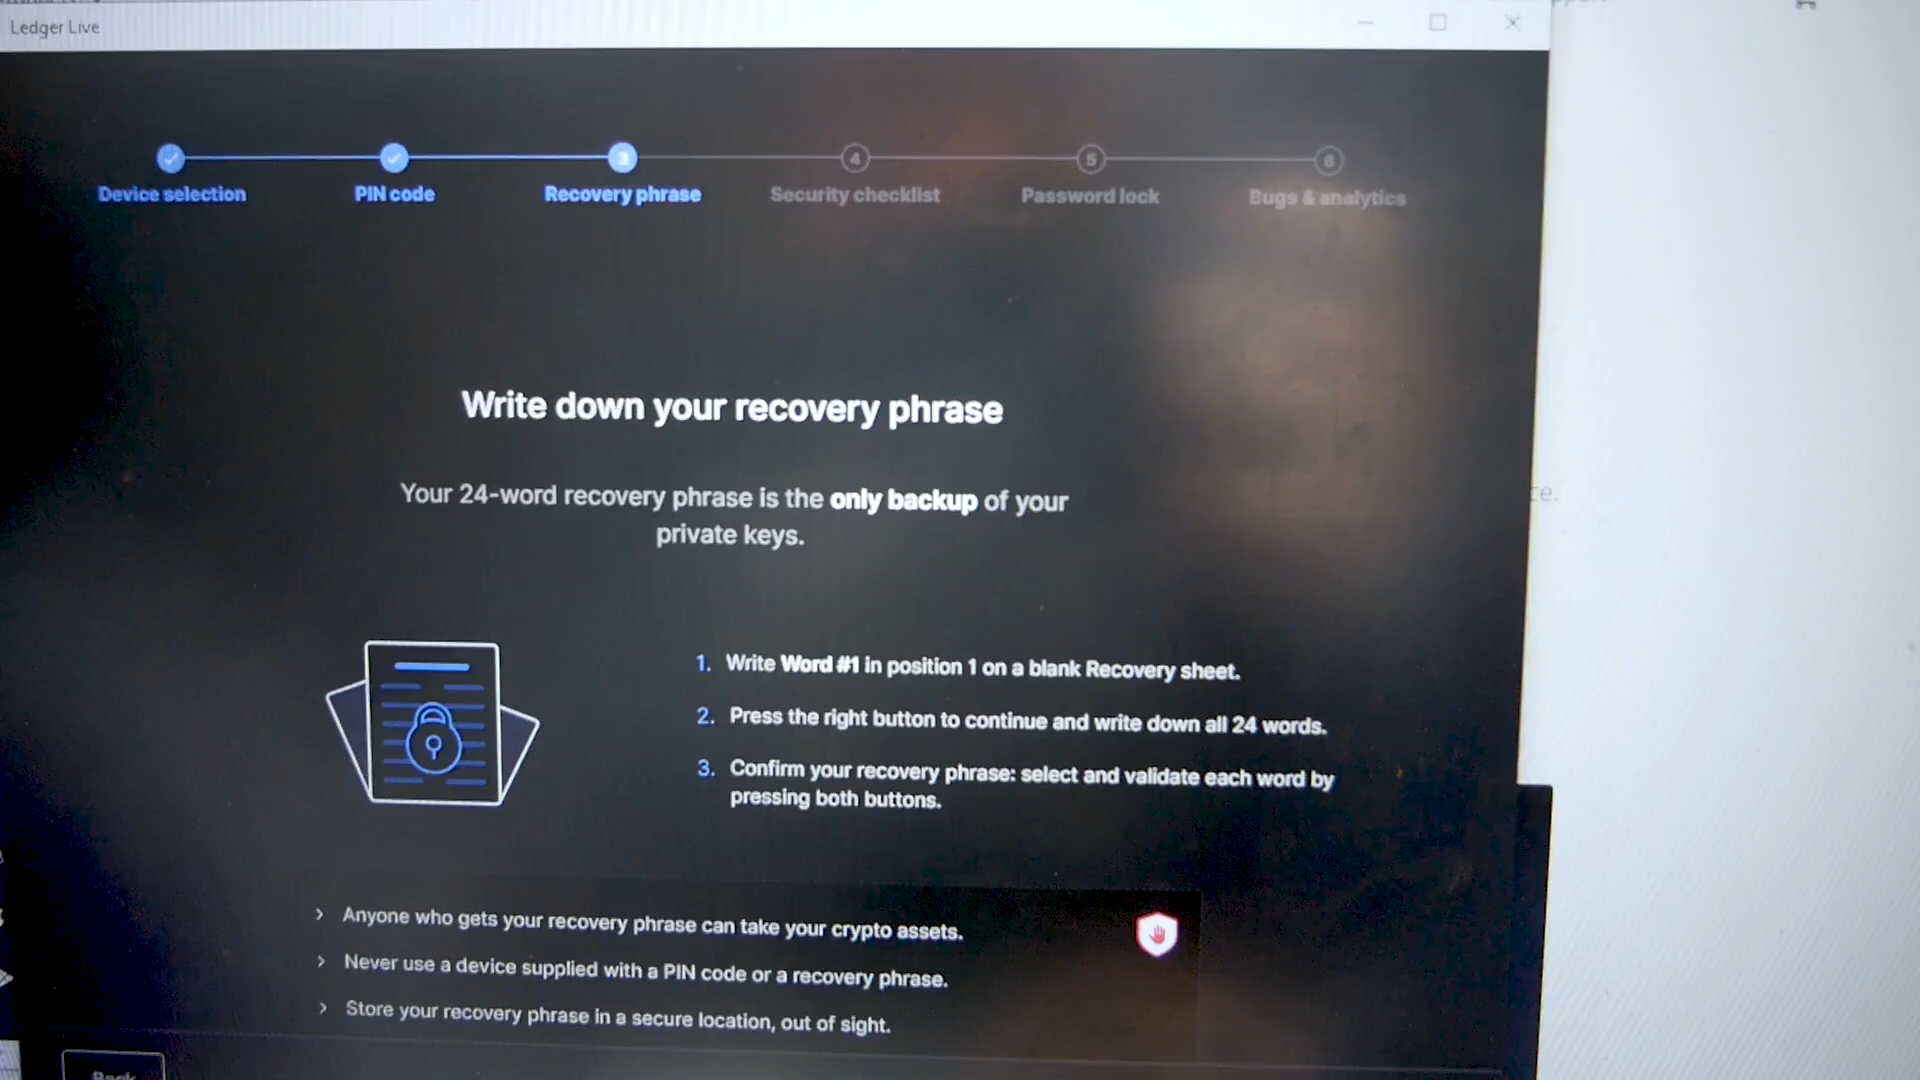 Ledger Live
3 4 5 6
Device selection PIN code Recovery phrase Security checklist Password lock Bugs & analytics
Write down your recovery phrase
Your 24-word recovery phrase is the only backup of your
private keys.
1. Write Word #1 in position 1 on a blank Recovery sheet.
2. Press the right button to continue and write down all 24 words.
3. Confirm your recovery phrase: select and validate each word by
pressing both buttons.
> Anyone who gets your recovery phrase can take your crypto assets.
> Never use a device supplied with a PIN code or a recovery phrase.
> Store your recovery phrase in a secure location, out of sight.
Back